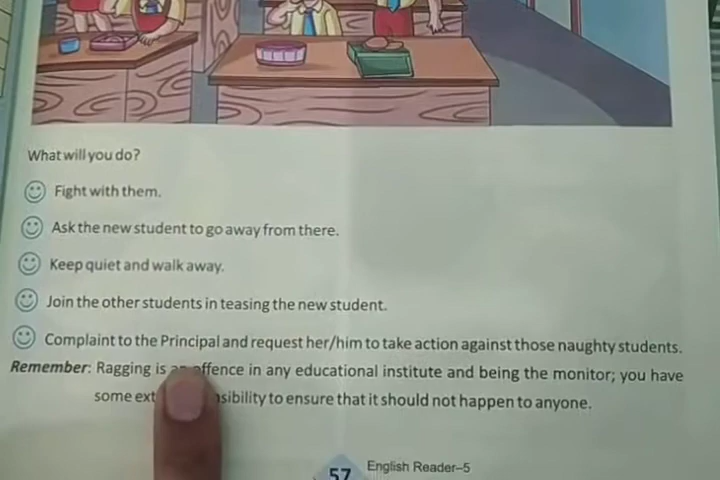 What will you do?
Fight with them.
Ask the new student to go away from there.
Keep quiet and walk away.
Join the other students in teasing the new student.
Complaint to the Principal and request her/him to take action against those naughty students.
Remember: Ragging is an offence in any educational institute and being the monitor; you have
some to ensure that it should not happen to anyone.
57 English Reader–5